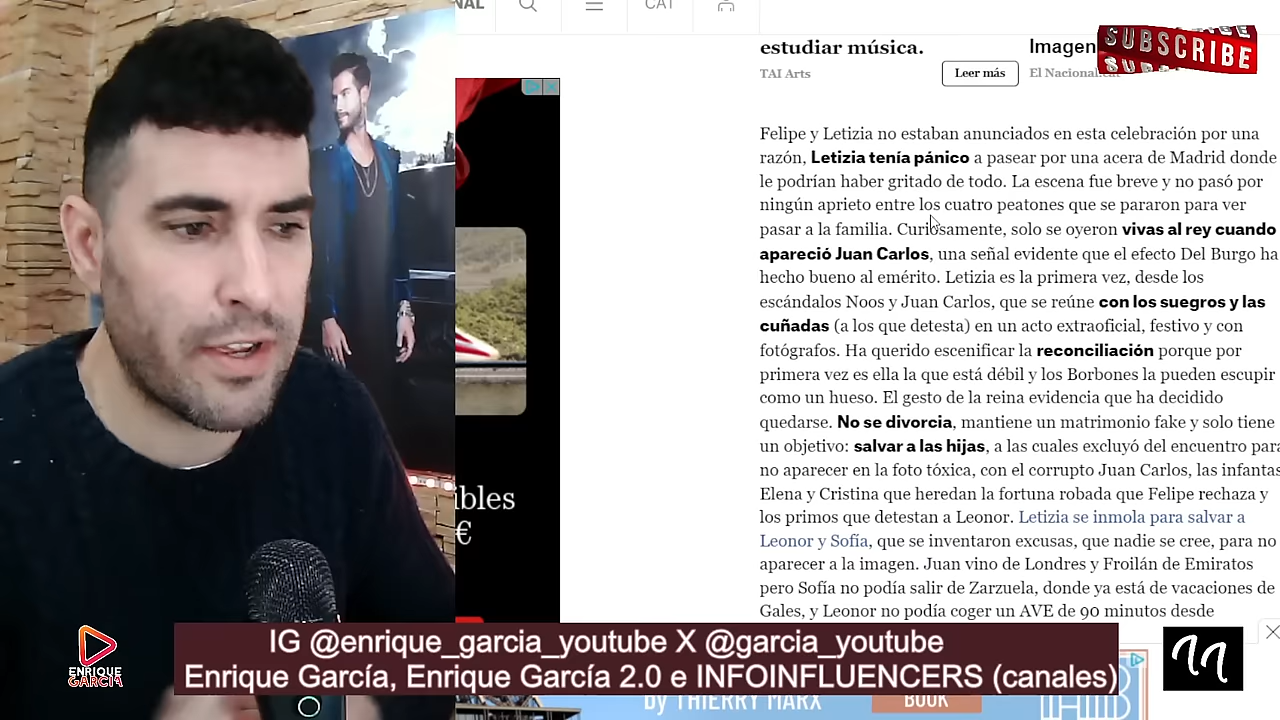 NAL
CAT
estudiar música.
TAI Arts
Leer más
Imagen
El Nacional.cat
SUBSCRIBE
Felipe y Letizia no estaban anunciados en esta celebración por una
razón, Letizia tenía pánico a pasear por una acera de Madrid donde
le podrían haber gritado de todo. La escena fue breve y no pasó por
ningún aprieto entre los cuatro peatones que se pararon para ver
pasar a la familia. Curiosamente, solo se oyeron vivas al rey cuando
apareció Juan Carlos, una señal evidente que el efecto Del Burgo ha
hecho bueno al emérito. Letizia es la primera vez, desde los
escándalos Noos y Juan Carlos, que se reúne con los suegros y las
cuñadas (a los que detesta) en un acto extraoficial, festivo y con
fotógrafos. Ha querido escenificar la reconciliación porque por
primera vez es ella la que está débil y los Borbones la pueden escupir
como un hueso. El gesto de la reina evidencia que ha decidido
quedarse. No se divorcia, mantiene un matrimonio fake y solo tiene
un objetivo: salvar a las hijas, a las cuales excluyó del encuentro para
no aparecer en la foto tóxica, con el corrupto Juan Carlos, las infantas
Elena y Cristina que heredan la fortuna robada que Felipe rechaza y
los primos que detestan a Leonor. Letizia se inmola para salvar a
Leonor y Sofía, que se inventaron excusas, que nadie se cree, para no
aparecer a la imagen. Juan vino de Londres y Froilán de Emiratos
pero Sofía no podía salir de Zarzuela, donde ya está de vacaciones de
Gales, y Leonor no podía coger un AVE de 90 minutos desde
ibles
€
IG @enrique_garcia_youtube X @garcia_youtube
Enrique García, Enrique García 2.0 e INFOINFLUENCERS (canales)
ENRIQUE
GARCÍA
by THIERRY MARX
BOOK